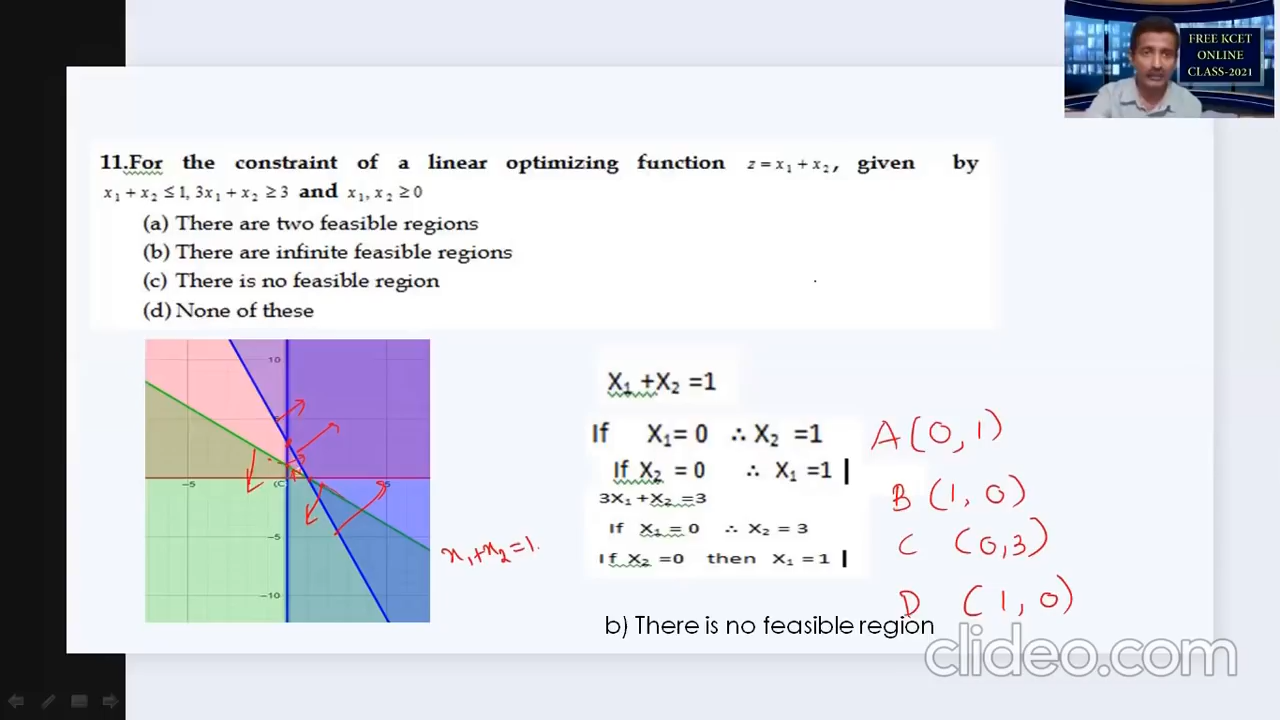 FREE KCET
ONLINE
CLASS-2021
11.For the constraint of a linear optimizing function z = x₁ + x₂, given by
x₁ + x₂ ≤ 1, 3x₁ + x₂ ≥ 3 and x₁, x₂ ≥ 0
(a) There are two feasible regions
(b) There are infinite feasible regions
(c) There is no feasible region
(d) None of these
10
-5
5
-5
-10
x₁+x₂=1.
X₁ +X₂ =1
If X₁= 0 ∴ X₂ =1
If X₂ = 0 ∴ X₁ =1
3X₁ +X₂ =3
If X₁ = 0 ∴ X₂ = 3
If X₂ =0 then X₁ = 1
A (0, 1)
B (1, 0)
C (0,3)
D (1, 0)
b) There is no feasible region
clideo.com